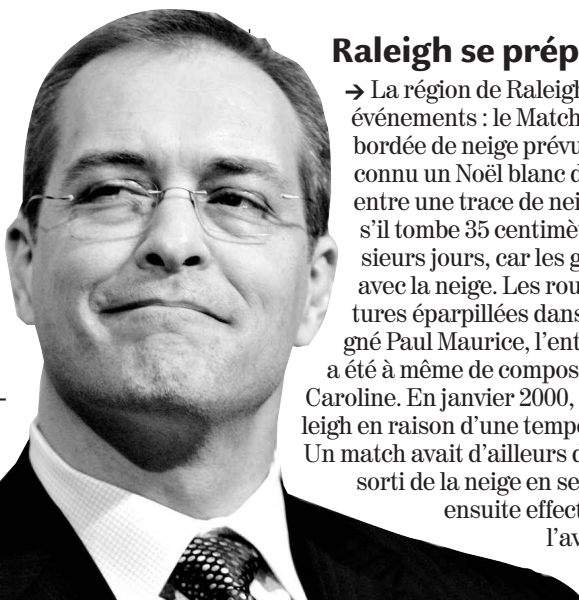 Raleigh se prép
→ La région de Raleigh
événements : le Match
bordée de neige prévu
connu un Noël blanc d
entre une trace de nei
s'il tombe 35 centimèt
sieurs jours, car les g
avec la neige. Les rou
tures éparpillées dans
gné Paul Maurice, l'ent
a été à même de compos
Caroline. En janvier 2000,
leigh en raison d'une tempê
Un match avait d'ailleurs d
sorti de la neige en se
ensuite effect
l'av